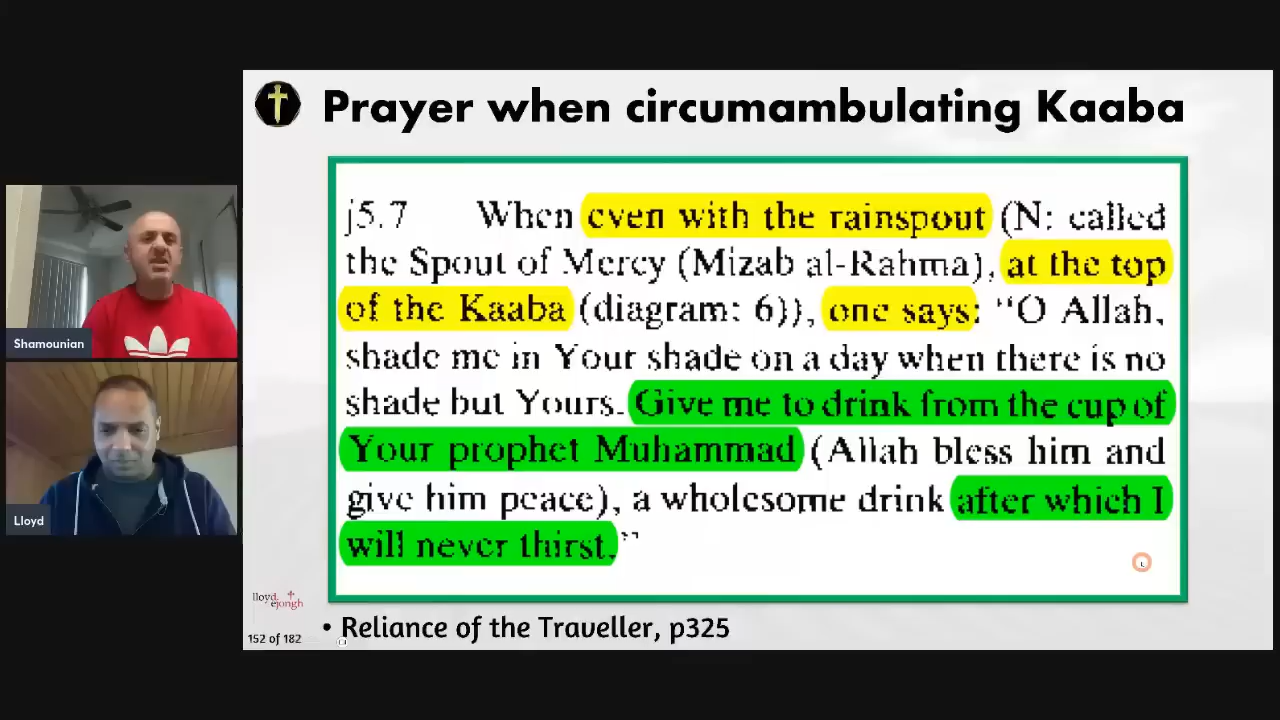 Prayer when circumambulating Kaaba
j5.7 When even with the rainspout (N: called
the Spout of Mercy (Mizab al-Rahma), at the top
of the Kaaba (diagram: 6)), one says: “O Allah,
shade me in Your shade on a day when there is no
shade but Yours. Give me to drink from the cup of
Your prophet Muhammad (Allah bless him and
give him peace), a wholesome drink after which I
will never thirst.”
Shamounian
Lloyd
lloyd
dejongh
152 of 182
• Reliance of the Traveller, p325